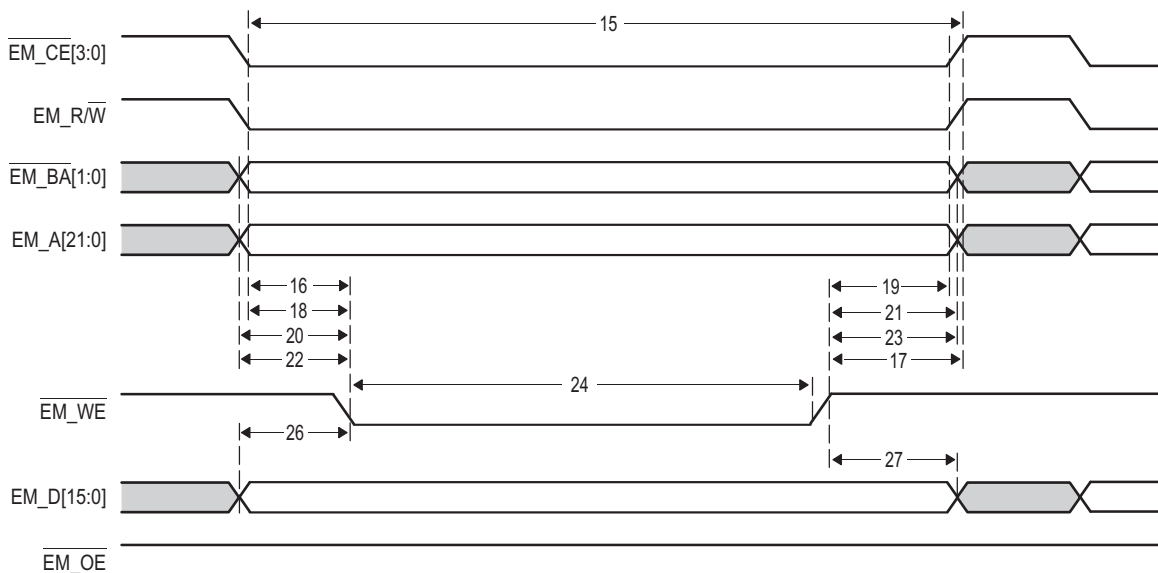 15
EM_CE[3:0]
EM_R/W
EM_BA[1:0]
EM_A[21:0]
16
19
18
21
20
23
22
17
24
EM_WE
26
27
EM_D[15:0]
EM_OE